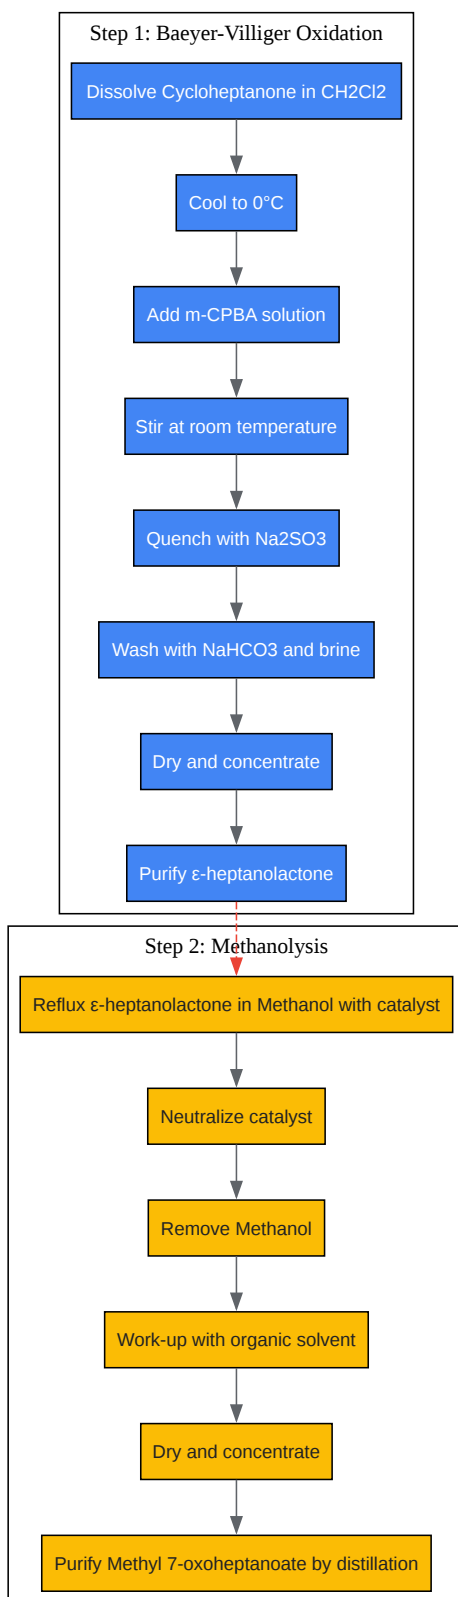 Step 1: Baeyer-Villiger Oxidation
Dissolve Cycloheptanone in CH2Cl2
Cool to 0°C
Add m-CPBA solution
Stir at room temperature
Quench with Na2SO3
Wash with NaHCO3 and brine
Dry and concentrate
Purify ε-heptanolactone
Step 2: Methanolysis
Reflux ε-heptanolactone in Methanol with catalyst
Neutralize catalyst
Remove Methanol
Work-up with organic solvent
Dry and concentrate
Purify Methyl 7-oxoheptanoate by distillation